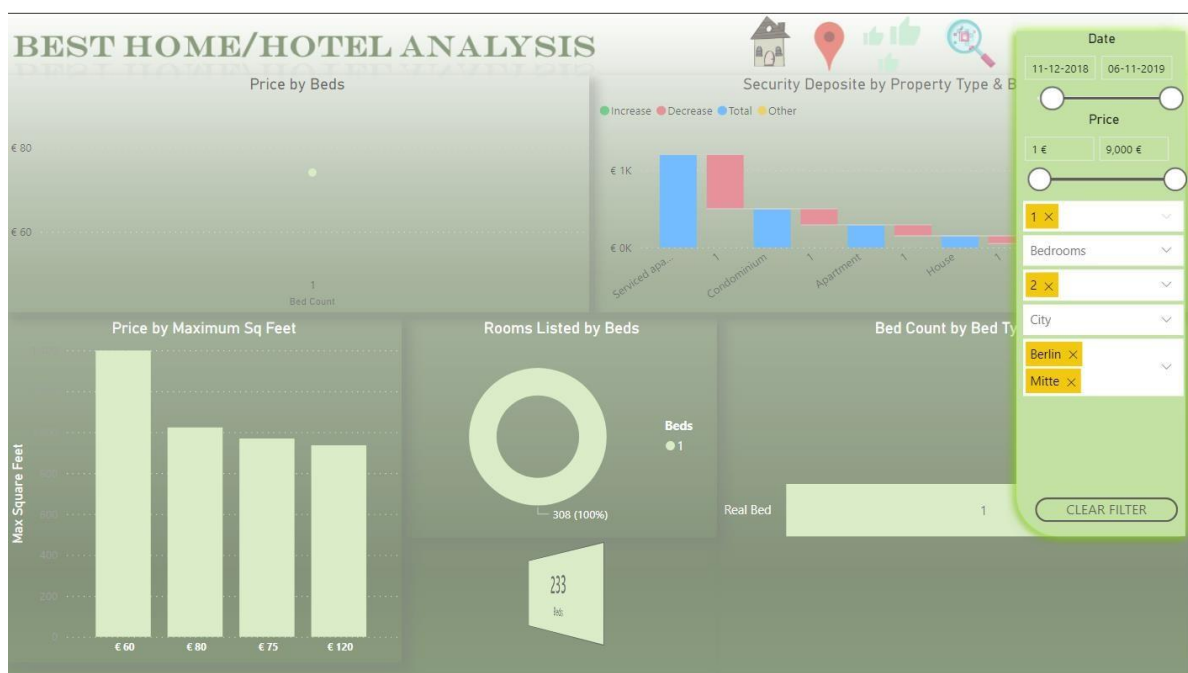 BEST HOME/HOTEL ANALYSIS
Price by Beds
€ 80
€ 60
1
Bed Count
Security Deposite by Property Type & B
Increase Decrease Total Other
€ 1K
€ 0K
Serviced apa...
1
Condominium
1
Apartment
1
House
1
Date
11-12-2018 06-11-2019
Price
1 € 9,000 €
1 ×
Bedrooms
2 ×
City
Berlin ×
Mitte ×
CLEAR FILTER
Price by Maximum Sq Feet
Max Square Feet
600
400
200
0
€ 60 € 80 € 75 € 120
Rooms Listed by Beds
Beds
1
308 (100%)
233
Beds
Bed Count by Bed Ty
Real Bed
1